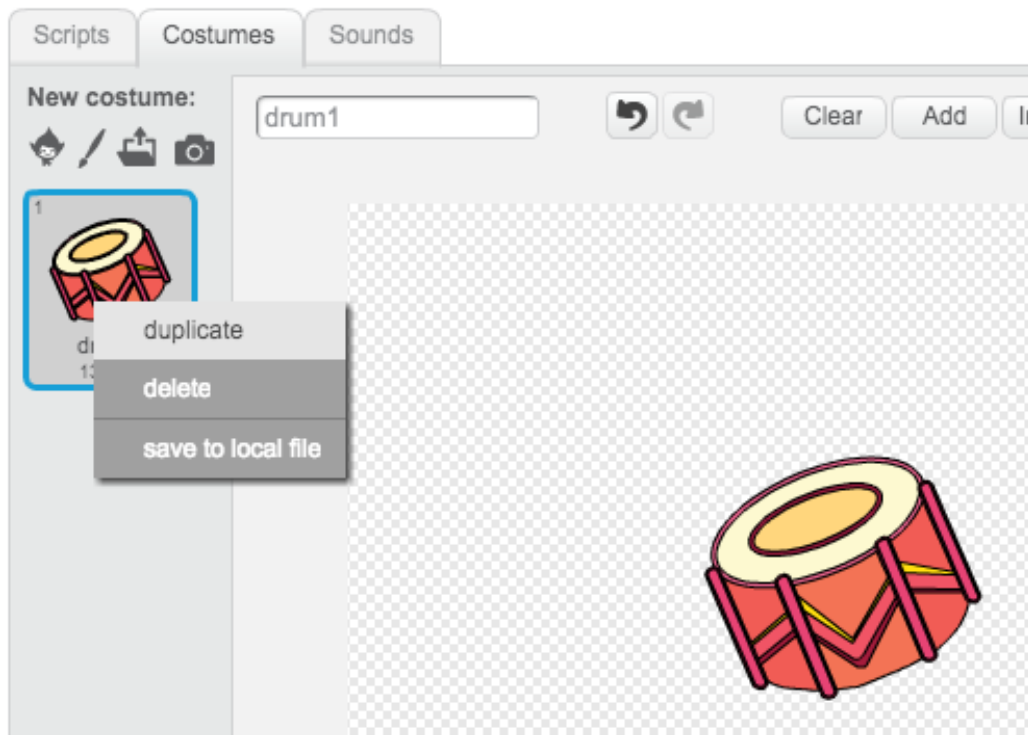 Scripts Costumes Sounds
New costume:
drum1 Clear Add
1
duplicate
delete
save to local file